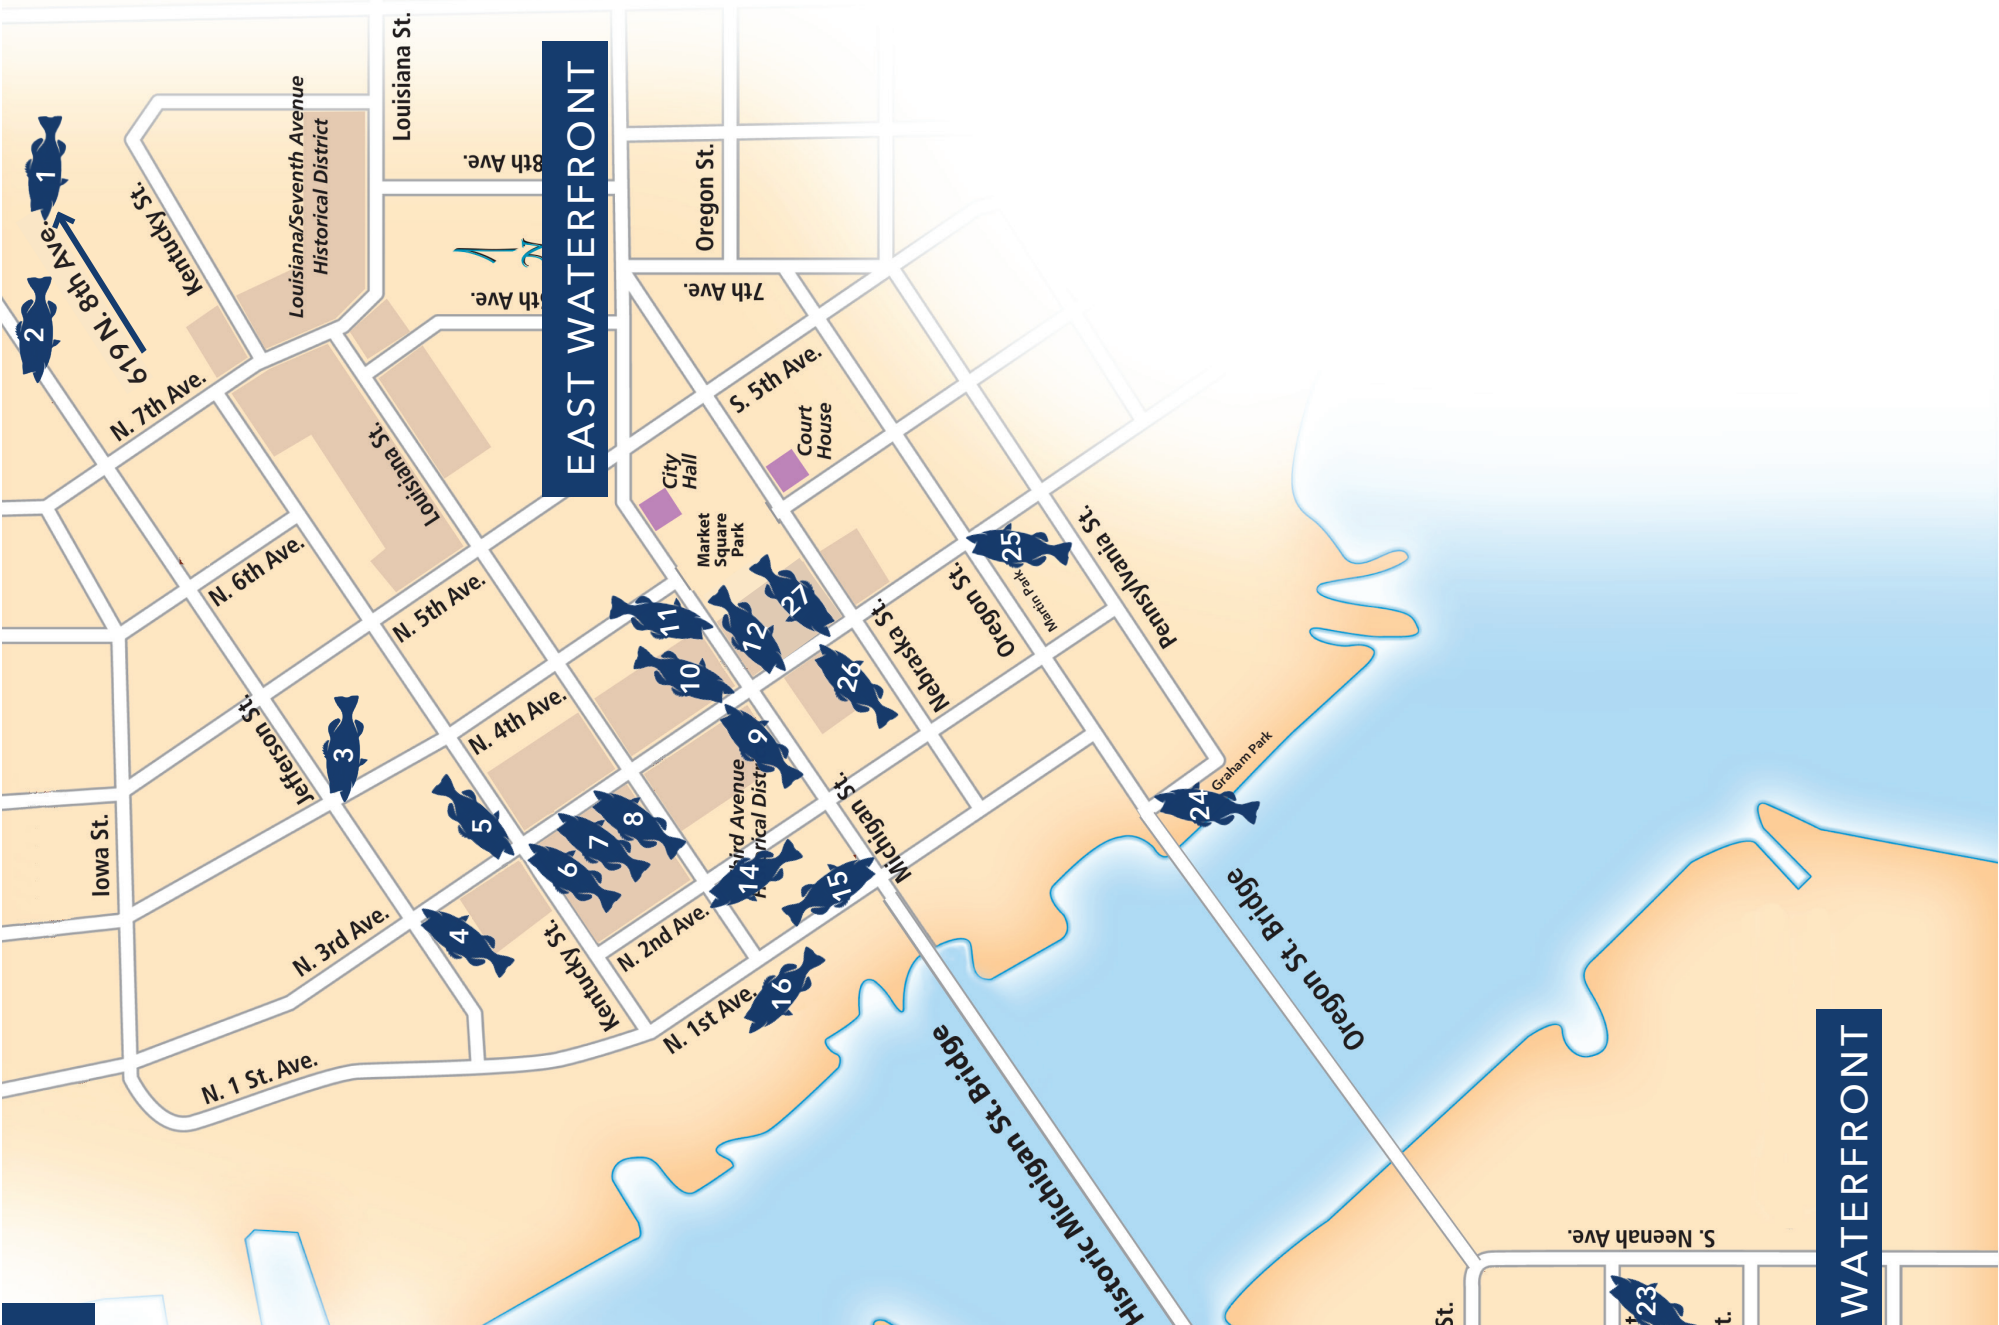 Louisiana St.
Louisiana/Seventh Avenue
Historical District
EAST WATERFRONT
8th Ave.
Oregon St.
1
Kentucky St.
619 N. 8th Ave.
2
N
7th Ave.
N. 7th Ave.
S. 5th Ave.
Court
House
City
Hall
Louisiana St.
Market
Square
Park
N. 6th Ave.
N. 5th Ave.
25
Martin Park
Pennsylvania St.
Oregon St.
Nebraska St.
11
12
27
10
26
9
Jefferson St.
3
N. 4th Ave.
5
6
7
8
Graham Park
24
Michigan St.
14
15
Iowa St.
N. 3rd Ave.
4
Kentucky St.
N. 2nd Ave.
N. 1st Ave.
16
N. 1 St. Ave.
Oregon St. Bridge
Historic Michigan St. Bridge
WATERFRONT
S. Neenah Ave.
23
St.